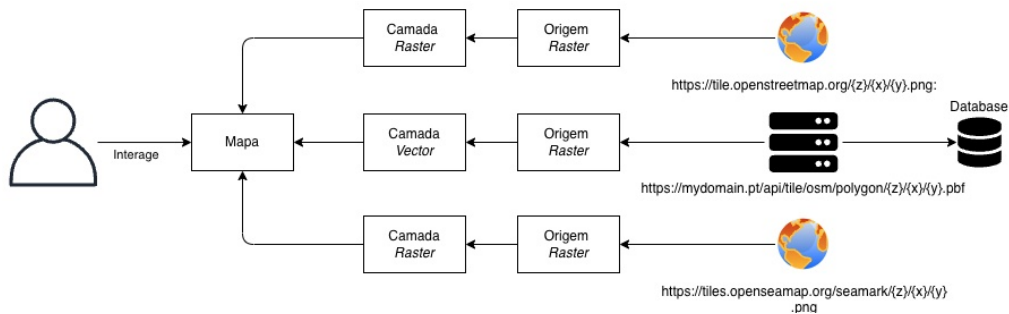 Camada
Raster
Origem
Raster
https://tile.openstreetmap.org/{z}/{x}/{y}.png:
Database
Interage
Mapa
Camada
Vector
Origem
Raster
https://mydomain.pt/api/tile/osm/polygon/{z}/{x}/{y}.pbf
Camada
Raster
Origem
Raster
https://tiles.openseamap.org/seamark/{z}/{x}/{y}
.png